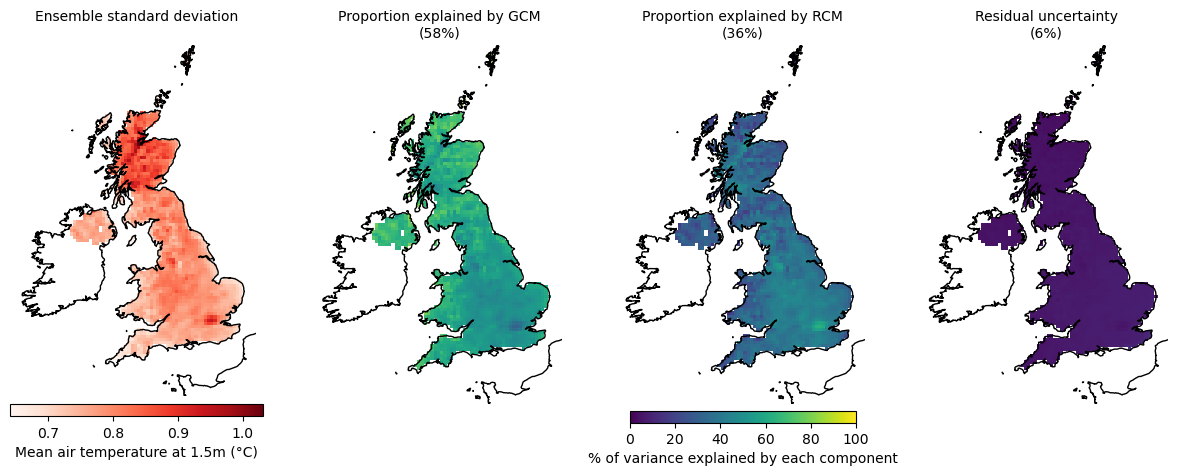 Ensemble standard deviation
Proportion explained by GCM
(58%)
Proportion explained by RCM
(36%)
Residual uncertainty
(6%)
0.7 0.8 0.9 1.0
Mean air temperature at 1.5m (°C)
0 20 40 60 80 100
% of variance explained by each component